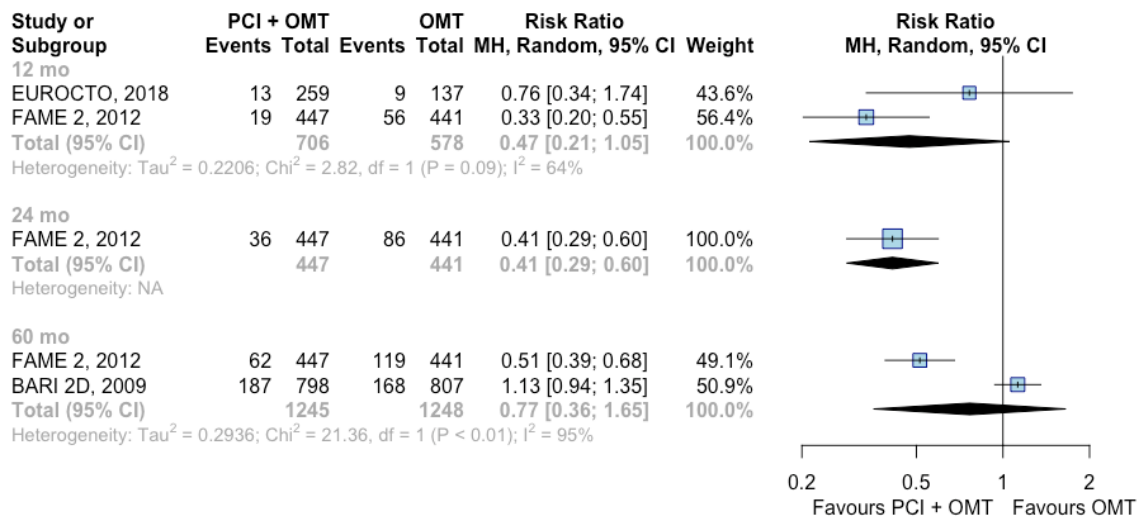 Study or PCI + OMT OMT Risk Ratio Risk Ratio
Subgroup Events Total Events Total MH, Random, 95% CI Weight MH, Random, 95% CI
12 mo
EUROCTO, 2018 13 259 9 137 0.76 [0.34; 1.74] 43.6%
FAME 2, 2012 19 447 56 441 0.33 [0.20; 0.55] 56.4%
Total (95% CI) 706 578 0.47 [0.21; 1.05] 100.0%
Heterogeneity: Tau² = 0.2206; Chi² = 2.82, df = 1 (P = 0.09); I² = 64%
24 mo
FAME 2, 2012 36 447 86 441 0.41 [0.29; 0.60] 100.0%
Total (95% CI) 447 441 0.41 [0.29; 0.60] 100.0%
Heterogeneity: NA
60 mo
FAME 2, 2012 62 447 119 441 0.51 [0.39; 0.68] 49.1%
BARI 2D, 2009 187 798 168 807 1.13 [0.94; 1.35] 50.9%
Total (95% CI) 1245 1248 0.77 [0.36; 1.65] 100.0%
Heterogeneity: Tau² = 0.2936; Chi² = 21.36, df = 1 (P < 0.01); I² = 95%
0.2 0.5 1 2
Favours PCI + OMT Favours OMT